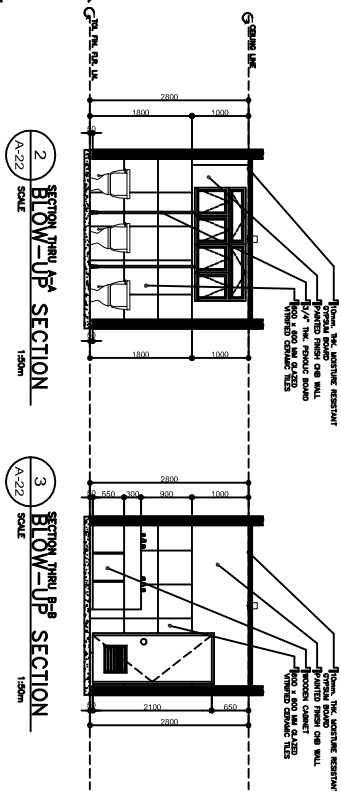 10mm. THK. MOISTURE RESISTANT
GYPSUM BOARD
PAINTED FINISH CHB WALL
3/4" THK. PENOLIC BOARD
600 x 600 MM GLAZED
VITRIFIED CERAMIC TILES
CEILING LINE
2800
1000
1800
1000
1800
2800
TOI. FIN. FLR. LN.
2
A-22
SECTION THRU A-A
BLOW-UP SECTION
SCALE 1:50m
10mm. THK. MOISTURE RESISTANT
GYPSUM BOARD
PAINTED FINISH CHB WALL
WOODEN CABINET
600 x 600 MM GLAZED
VITRIFIED CERAMIC TILES
2800
1000
900
300
550
650
2100
2800
3
A-22
SECTION THRU B-B
BLOW-UP SECTION
SCALE 1:50m